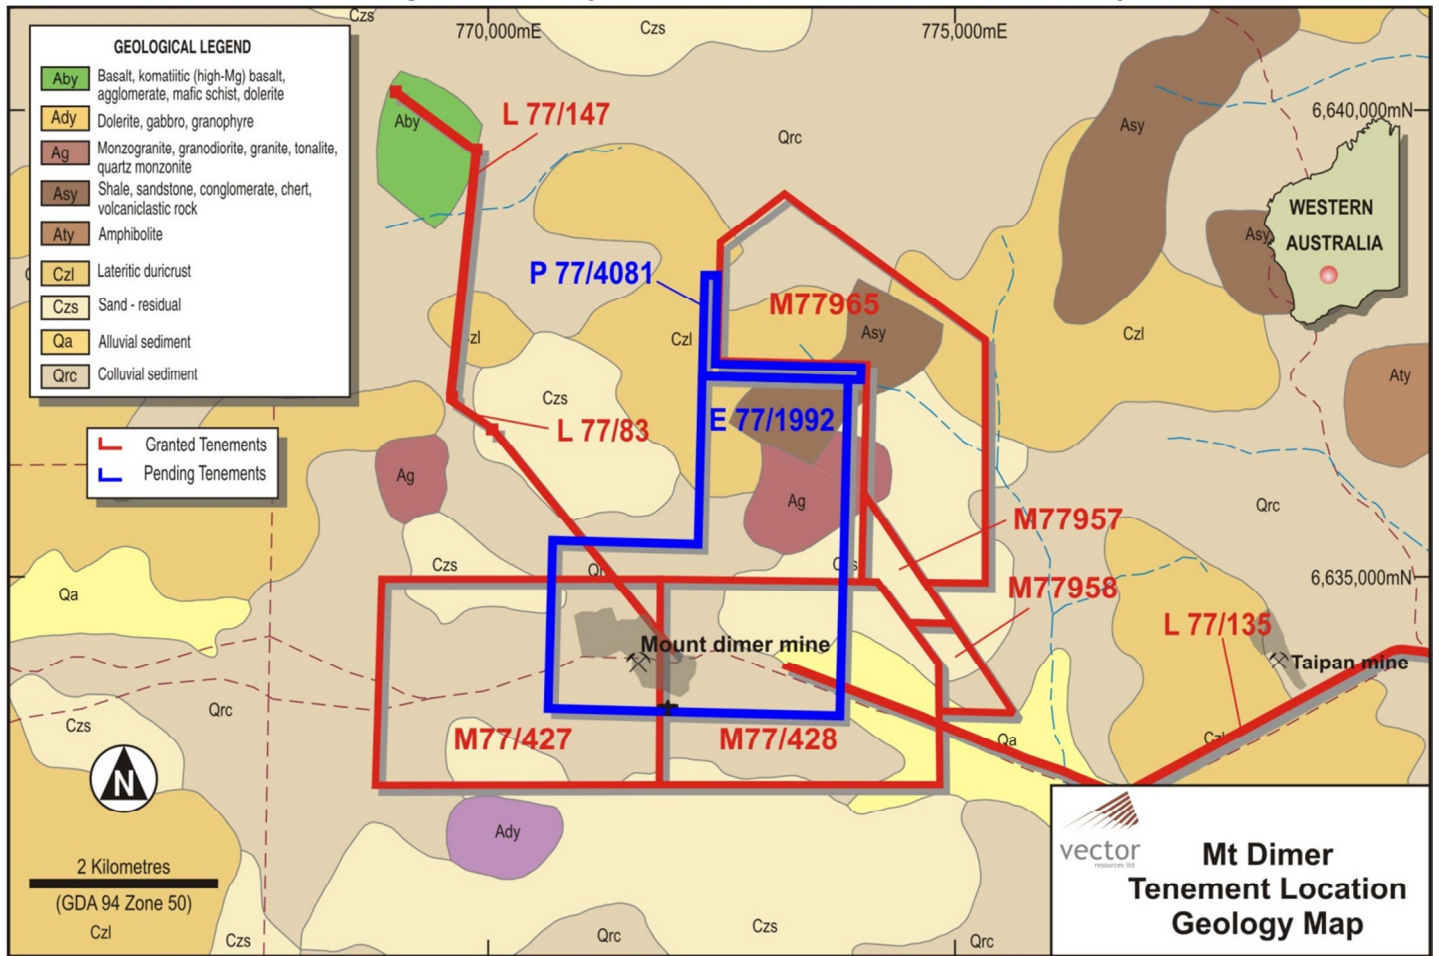 Czs
770,000mE
Czs
775,000mE
GEOLOGICAL LEGEND
Aby Basalt, komatiitic (high-Mg) basalt, agglomerate, mafic schist, dolerite
Ady Dolerite, gabbro, granophyre
Ag Monzogranite, granodiorite, granite, tonalite, quartz monzonite
Asy Shale, sandstone, conglomerate, chert, volcaniclastic rock
Aty Amphibolite
Czl Lateritic duricrust
Czs Sand - residual
Qa Alluvial sediment
Qrc Colluvial sediment
Granted Tenements
Pending Tenements
Aby
L 77/147
Qrc
Asy
6,640,000mN
WESTERN
AUSTRALIA
Asy
P 77/4081
M77965
Czl
Asy
Czl
zl
Aty
Czs
E 77/1992
L 77/83
Ag
Ag
Qrc
M77957
Czs
Qr
6,635,000mN
M77958
Qa
L 77/135
Mount dimer mine
Taipan mine
Czs
Qrc
M77/427
M77/428
Qa
Czl
N
Ady
2 Kilometres
(GDA 94 Zone 50)
Czl
Czs
Qrc
Czs
Qrc
vector
resources ltd
Mt Dimer
Tenement Location
Geology Map